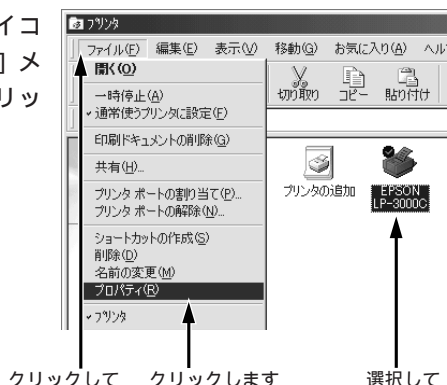 イコ
］メ
リッ
プリンタ
ファイル(F) 編集(E) 表示(V) 移動(G) お気に入り(A) ヘル
開く(O)
一時停止(A)
通常使うプリンタに設定(F)
印刷ドキュメントの削除(G)
共有(H)...
プリンタ ポートの割り当て(P)...
プリンタ ポートの解除(N)...
ショートカットの作成(S)
削除(D)
名前の変更(M)
プロパティ(R)
プリンタ
切り取り コピー 貼り付け
プリンタの追加 EPSON
LP-3000C
クリックして クリックします 選択して